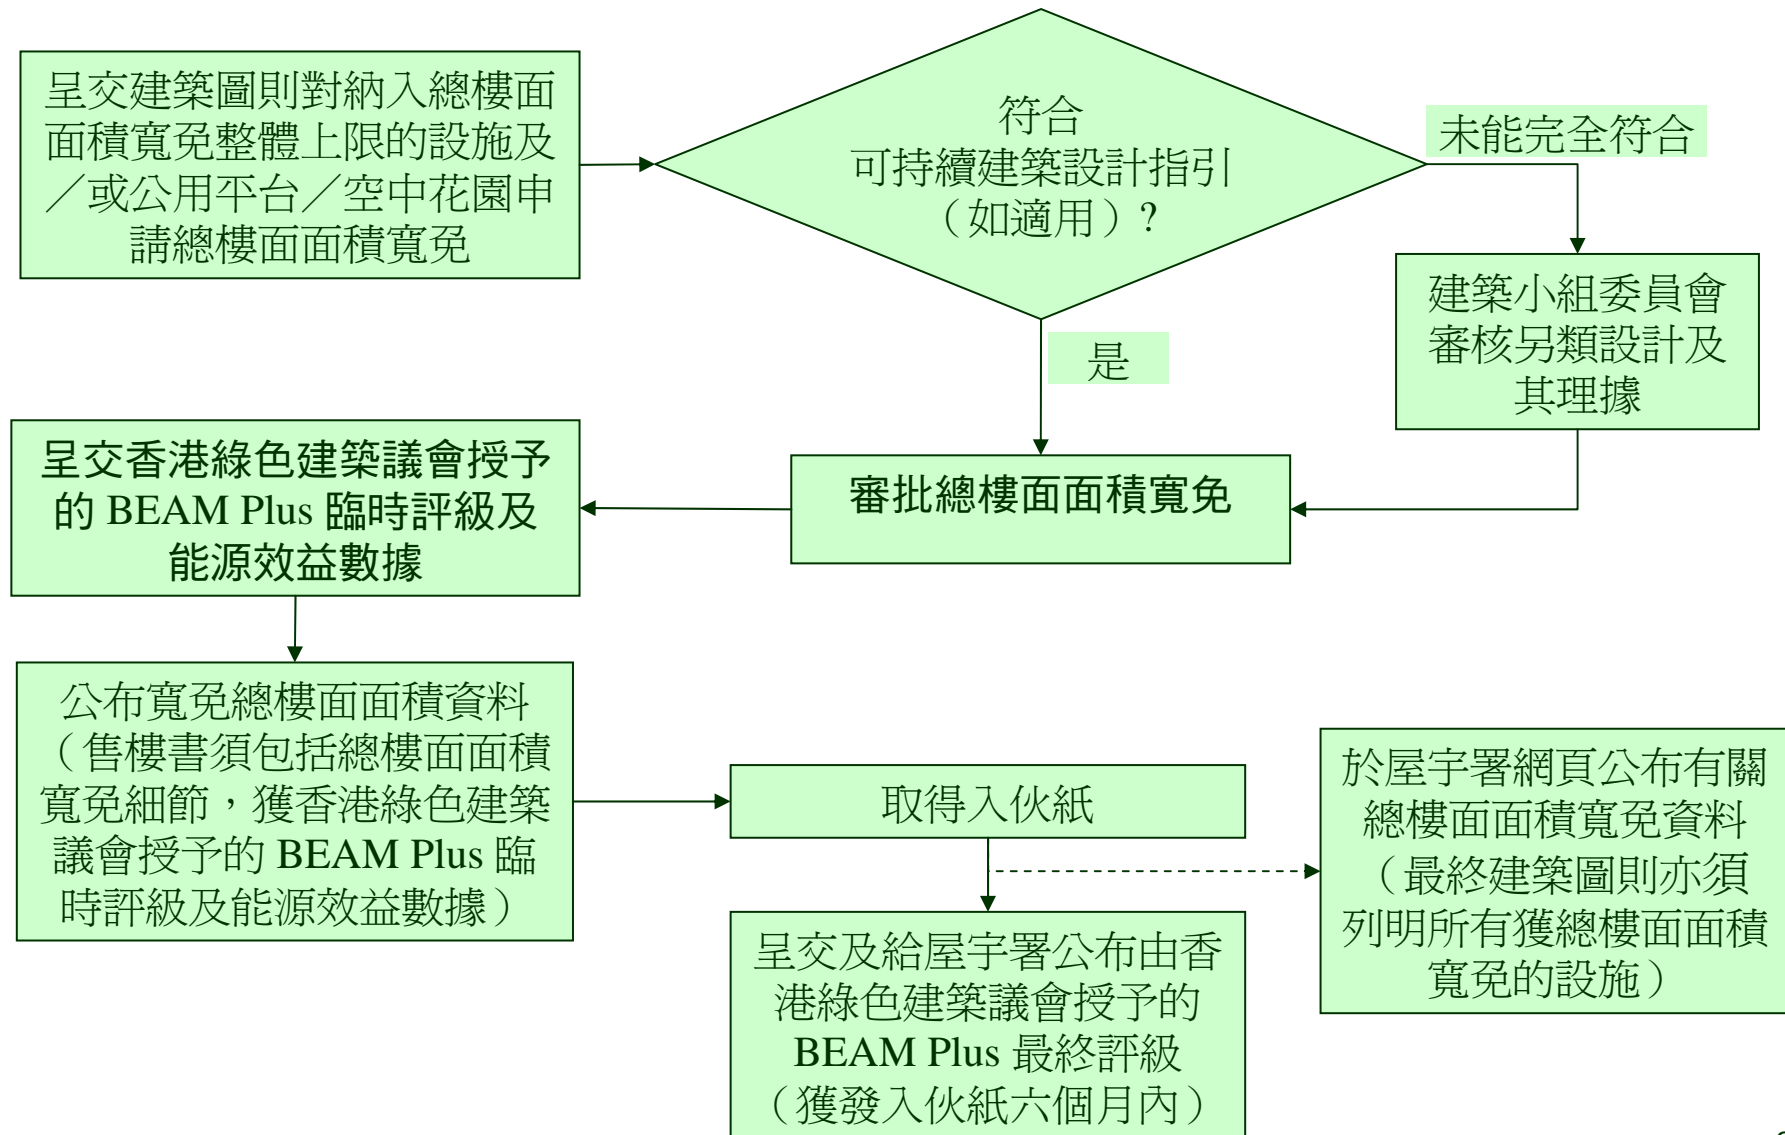 呈交建築圖則對納入總樓面
面積寬免整體上限的設施及
／或公用平台／空中花園申
請總樓面面積寬免
符合
可持續建築設計指引
（如適用）?
未能完全符合
建築小組委員會
審核另類設計及
其理據
是
審批總樓面面積寬免
呈交香港綠色建築議會授予
的 BEAM Plus 臨時評級及
能源效益數據
公布寬免總樓面面積資料
（售樓書須包括總樓面面積
寬免細節，獲香港綠色建築
議會授予的 BEAM Plus 臨
時評級及能源效益數據）
取得入伙紙
於屋宇署網頁公布有關
總樓面面積寬免資料
（最終建築圖則亦須
列明所有獲總樓面面積
寬免的設施）
呈交及給屋宇署公布由香
港綠色建築議會授予的
BEAM Plus 最終評級
（獲發入伙紙六個月內）